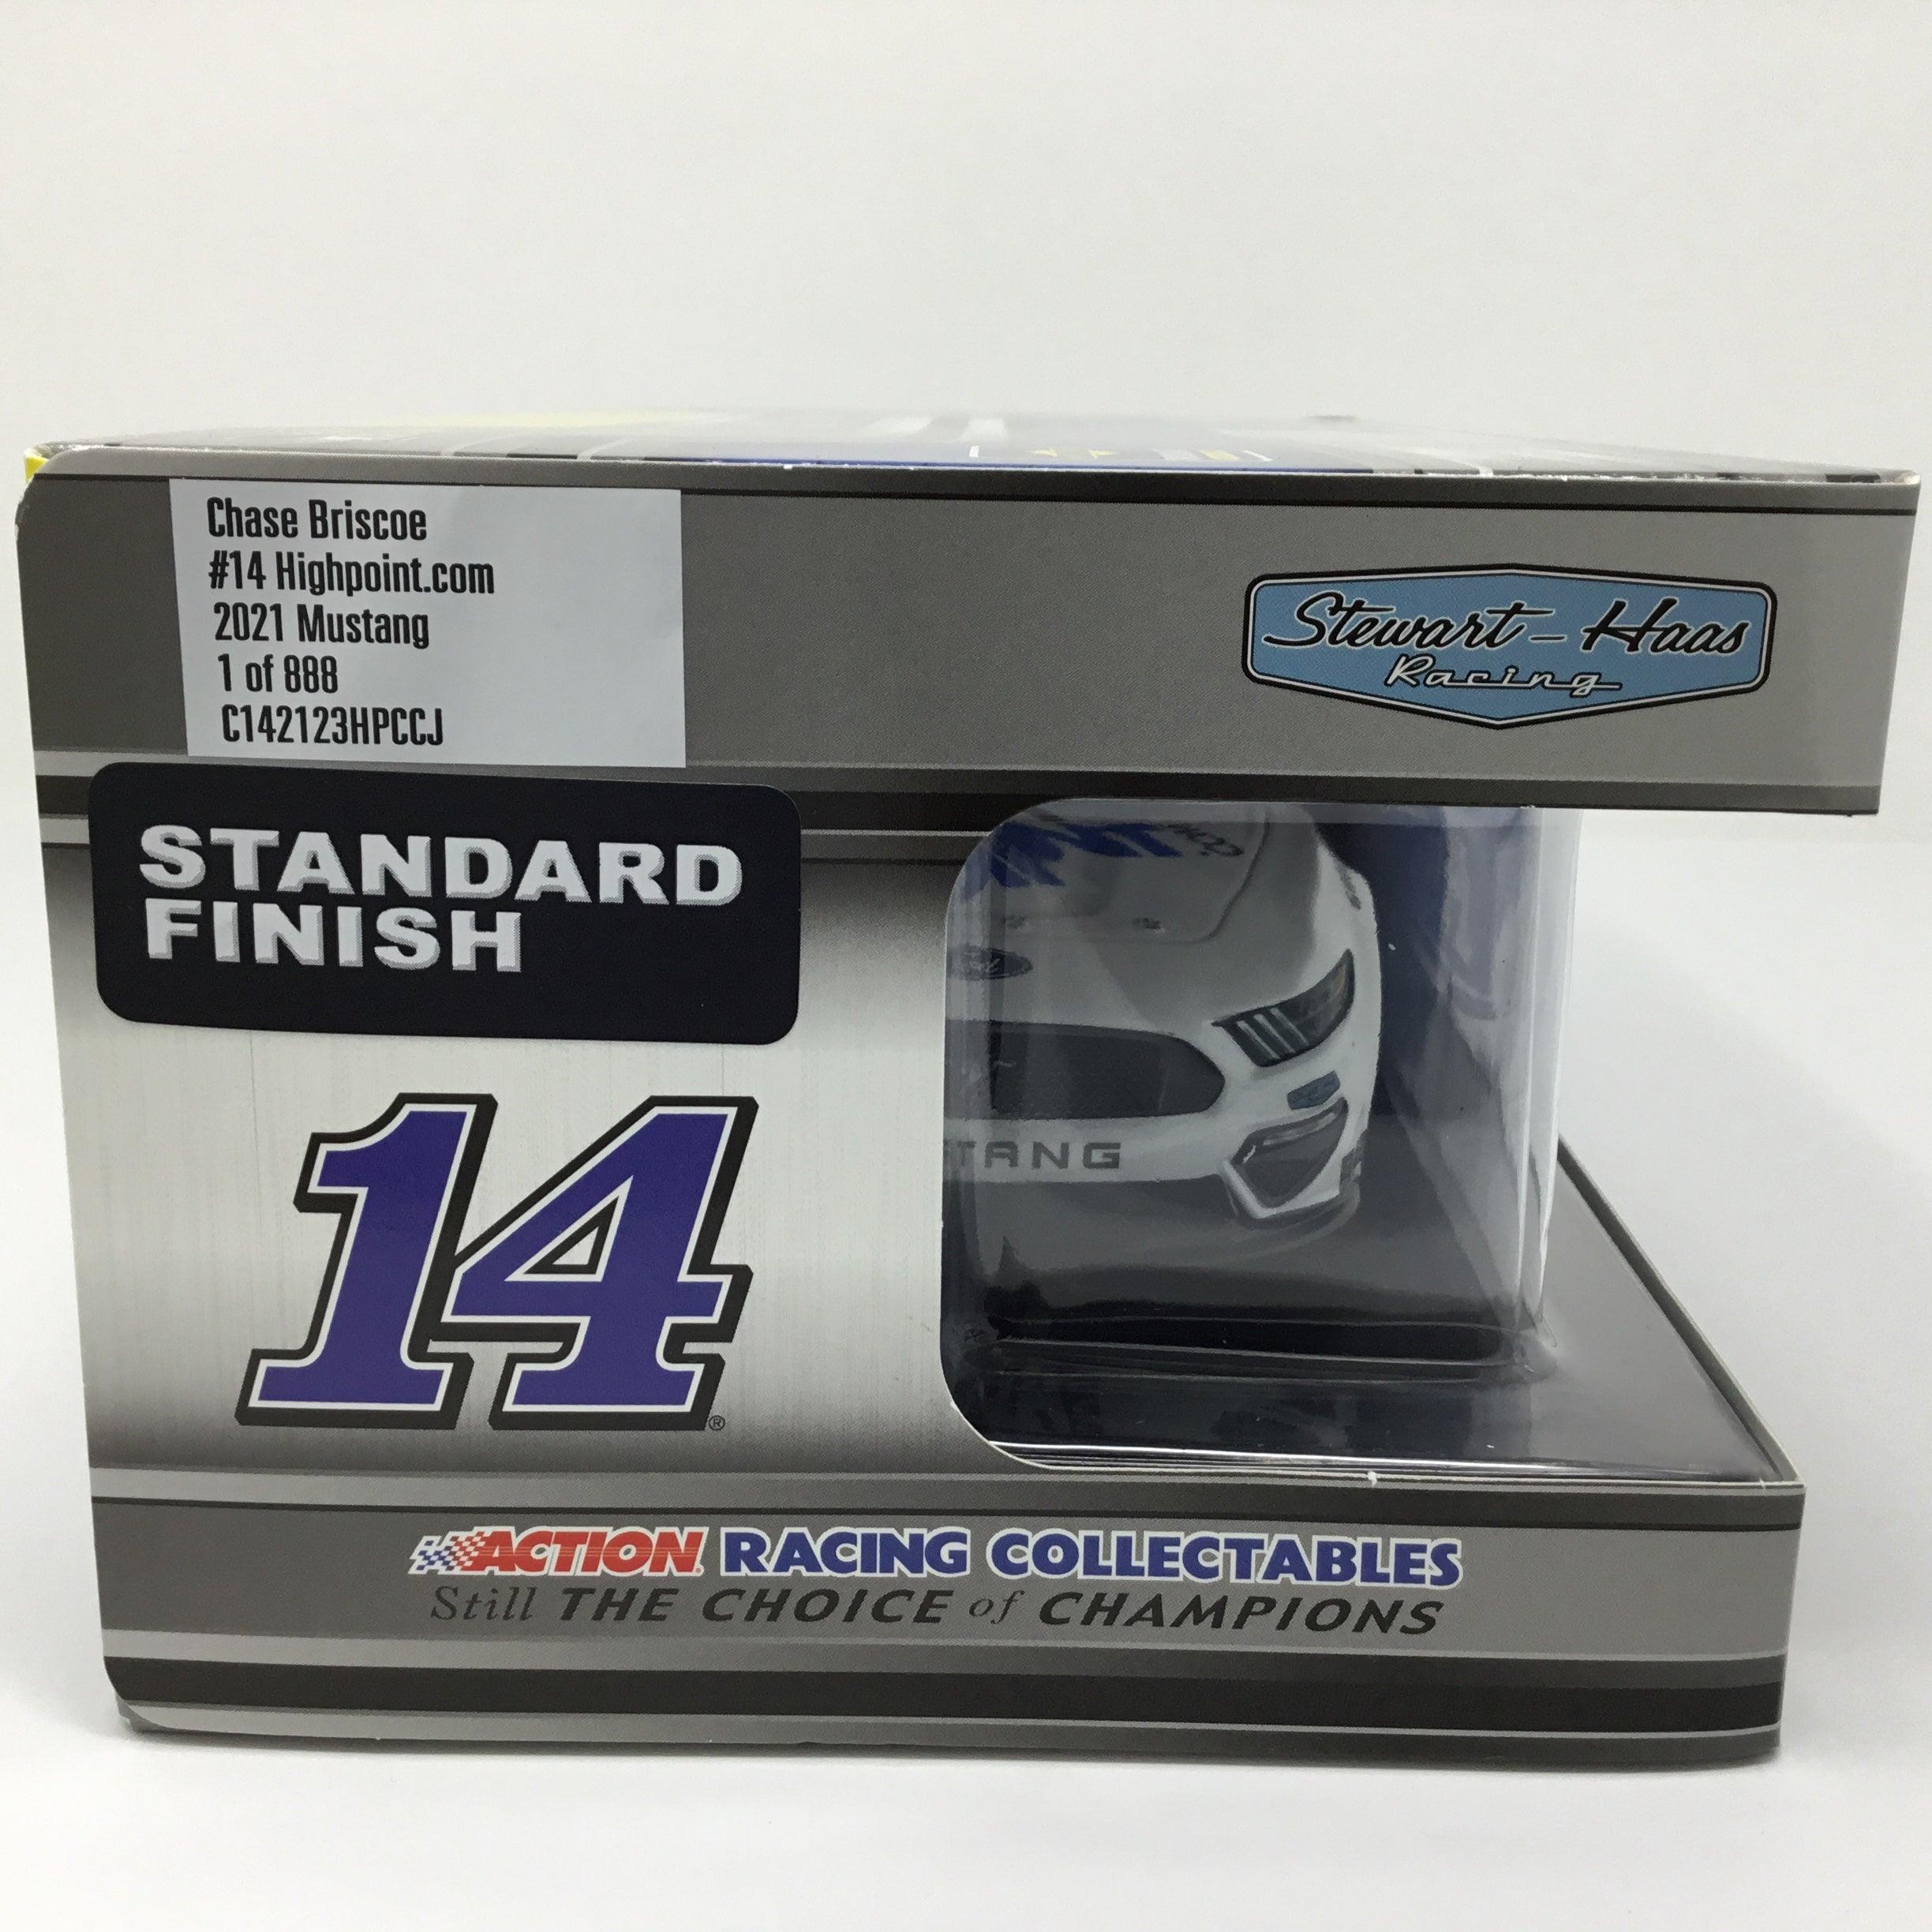 Chase Briscoe
#14 Highpoint.com
2021 Mustang
1 of 888
C142123HPCCJ
Stewart-Haas
Racing
STANDARD
FINISH
TANG
14®
ACTION RACING COLLECTABLES
Still THE CHOICE of CHAMPIONS